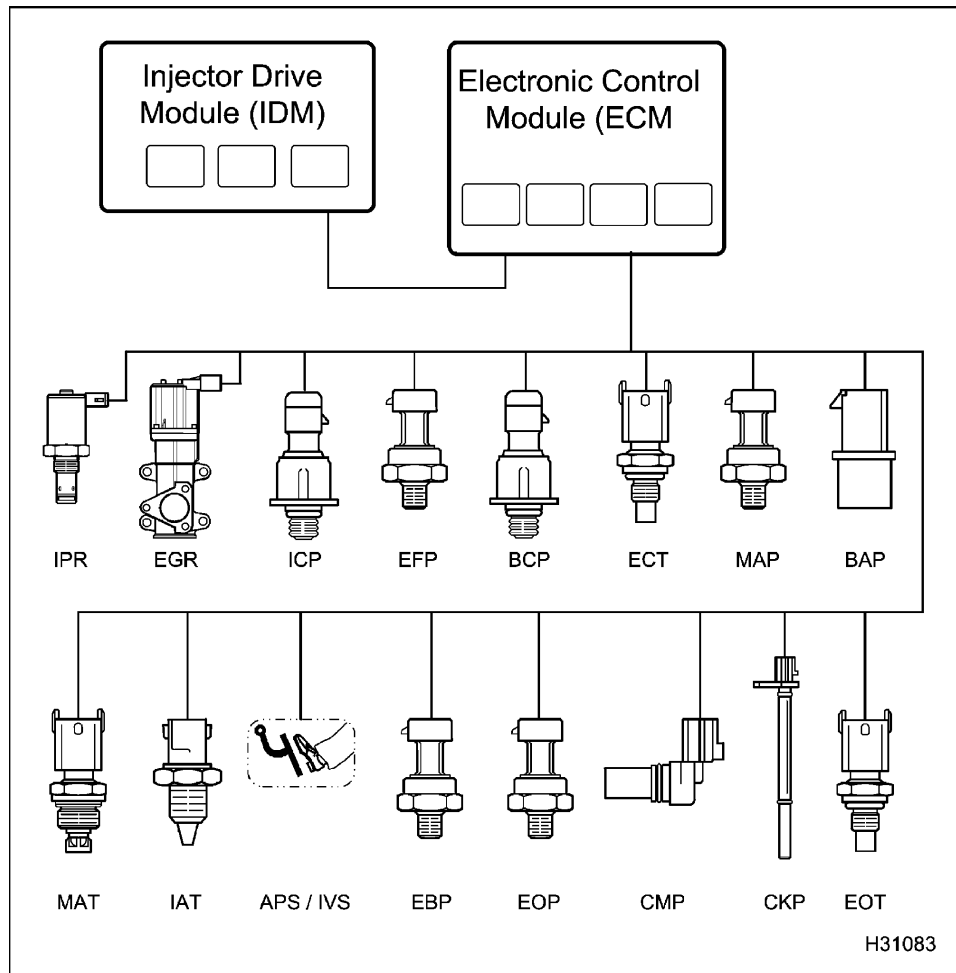 Injector Drive
Module (IDM)
Electronic Control
Module (ECM
IPR EGR ICP EFP BCP ECT MAP BAP
MAT IAT APS / IVS EBP EOP CMP CKP EOT
H31083